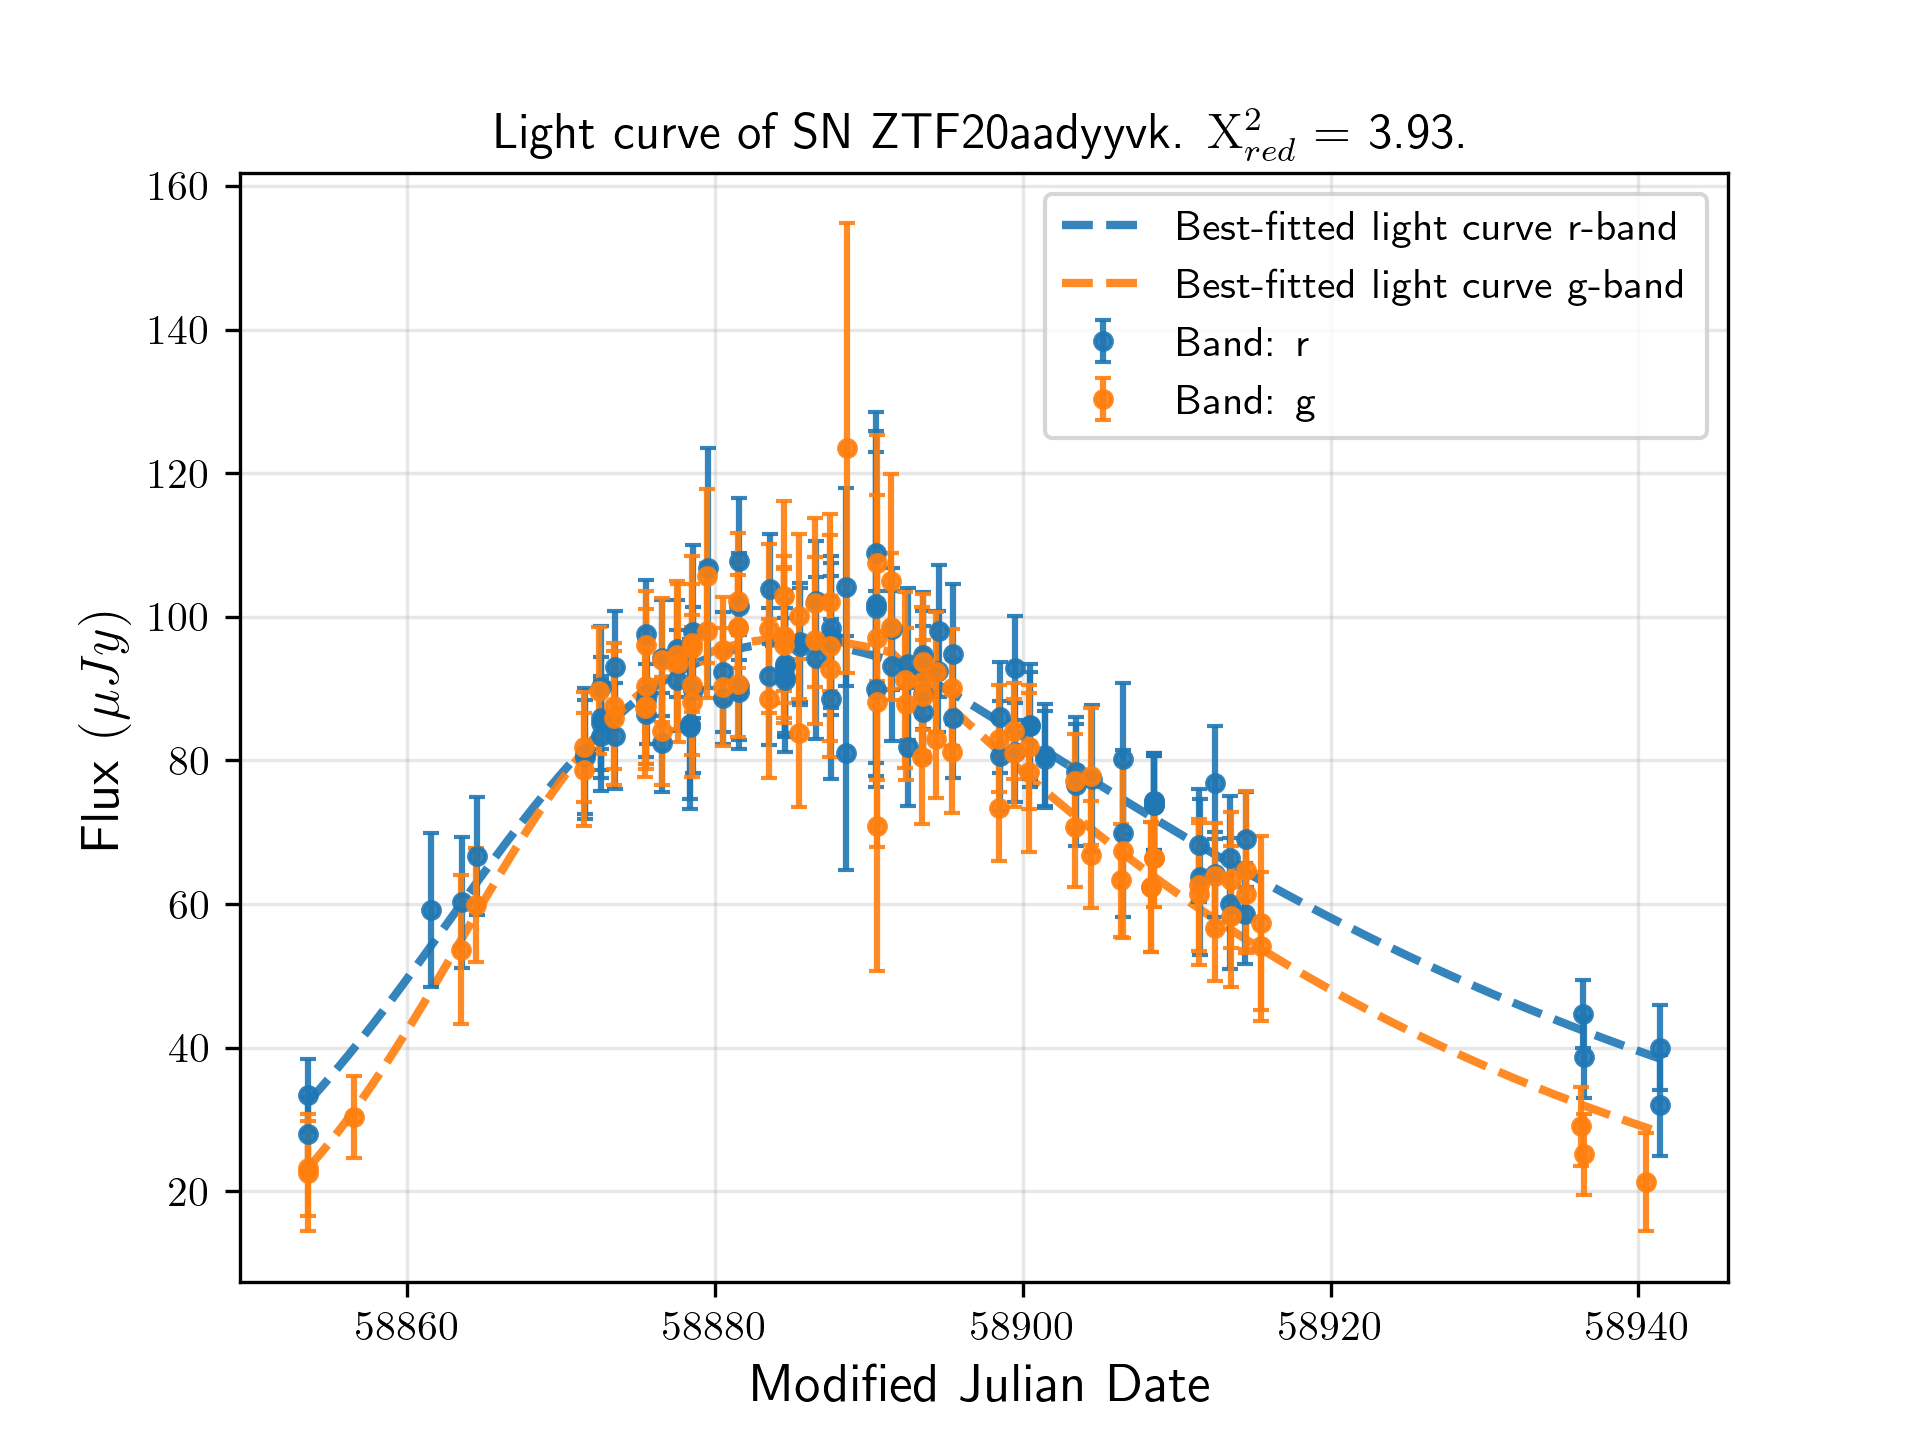 Light curve of SN ZTF20aadyyvk. X²red = 3.93.
160
140
120
100
80
60
40
20
Flux (μJy)
Best-fitted light curve r-band
Best-fitted light curve g-band
Band: r
Band: g
58860 58880 58900 58920 58940
Modified Julian Date